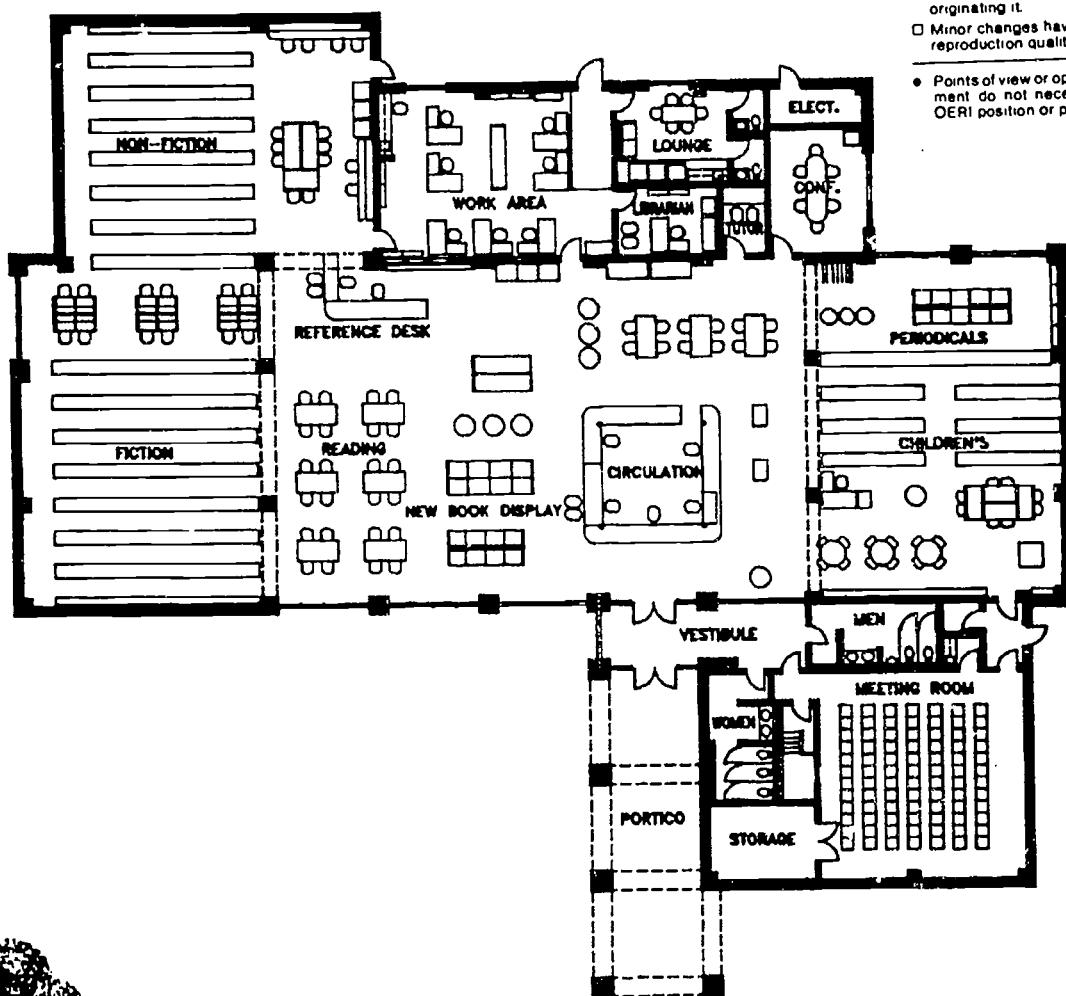 originating it.
□ Minor changes hav
reproduction qualit
● Points of view or op
ment do not nece
OERI position or p
ELECT.
NON-FICTION
LOUNGE
CONF.
WORK AREA
LIBRARIAN
TUTOR
REFERENCE DESK
PERIODICALS
FICTION
READING
CIRCULATION
CHILDREN'S
NEW BOOK DISPLAY
VESTIBULE
MEN
MEETING ROOM
WOMEN
PORTICO
STORAGE